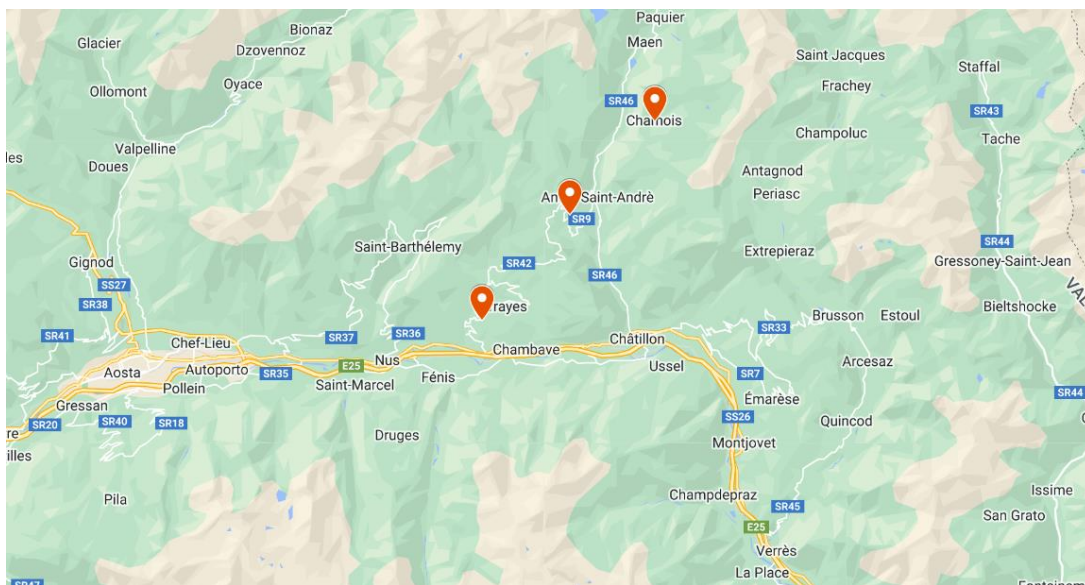 Paquier
Bionaz
Glacier
Dzovennoz
Maen
Saint Jacques
Staffal
Oyace
Ollomont
Frachey
SR46
SR43
Chamois
Champoluc
Tache
Valpelline
Doues
Antagnod
Periasc
Saint-Andrè
SR9
Saint-Barthélemy
SR44
Extrepieraz
Gignod
SR42
Gressoney-Saint-Jean
SR46
SS27
SR38
Bieltshocke
Brusson
Estoul
SR33
SR41
SR37
SR36
Châtillon
Chef-Lieu
Chambave
Nus
E25
Arcesaz
Aosta
Autoporto
SR35
Ussel
SR7
Fénis
Saint-Marcel
Pollein
SR44
Émarèse
Gressan
SS26
SR20
SR40
SR18
Quincod
Druges
Montjovet
illes
Issime
Champdepraz
Pila
SR45
San Grato
E25
Verrès
La Place
SR47